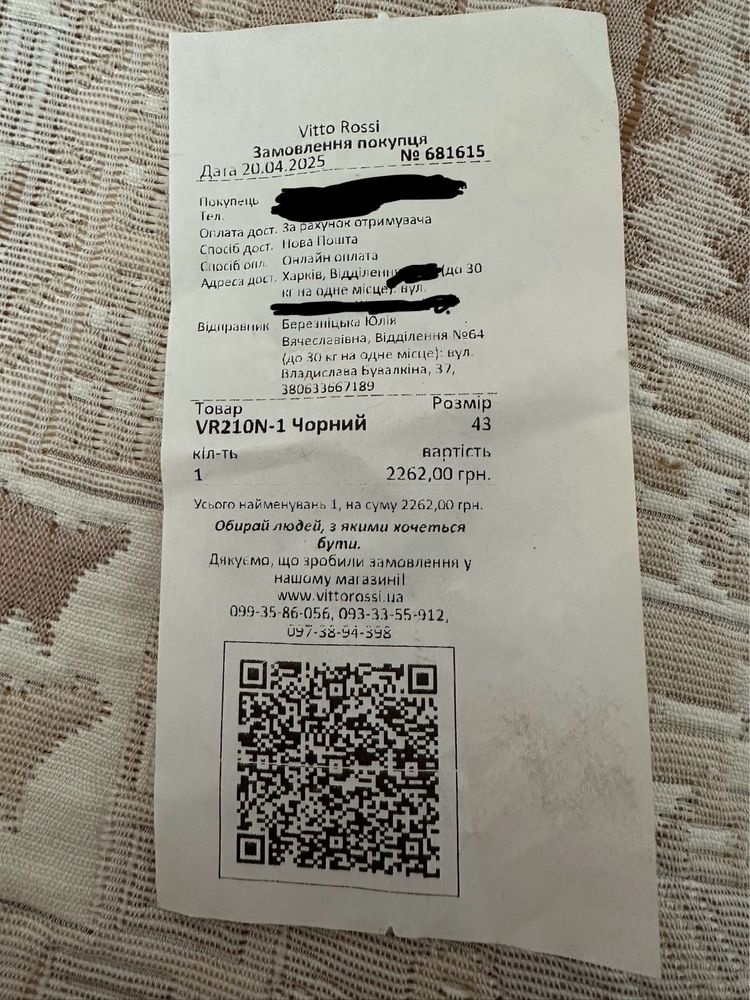 Vitto Rossi
Замовлення покупця
Дата 20.04.2025 № 681615
Покупець
Тел.
Оплата дост. За рахунок отримувача
Спосіб дост. Нова Пошта
Спосіб опл. Онлайн оплата
Адреса дост. Харків, Відділення (до 30
кг на одне місце): вул.
Відправник Березніцька Юлія
Вячеславівна, Відділення №64
(до 30 кг на одне місце): вул.
Владислава Бувалкіна, 37,
380633667189
Товар Розмір
VR210N-1 Чорний 43
кіл-ть вартість
1 2262,00 грн.
Усього найменувань 1, на суму 2262,00 грн.
Обирай людей, з якими хочеться
бути.
Дякуємо, що зробили замовлення у
нашому магазині!
www.vittorossi.ua
099-35-86-056, 093-33-55-912,
097-38-94-398